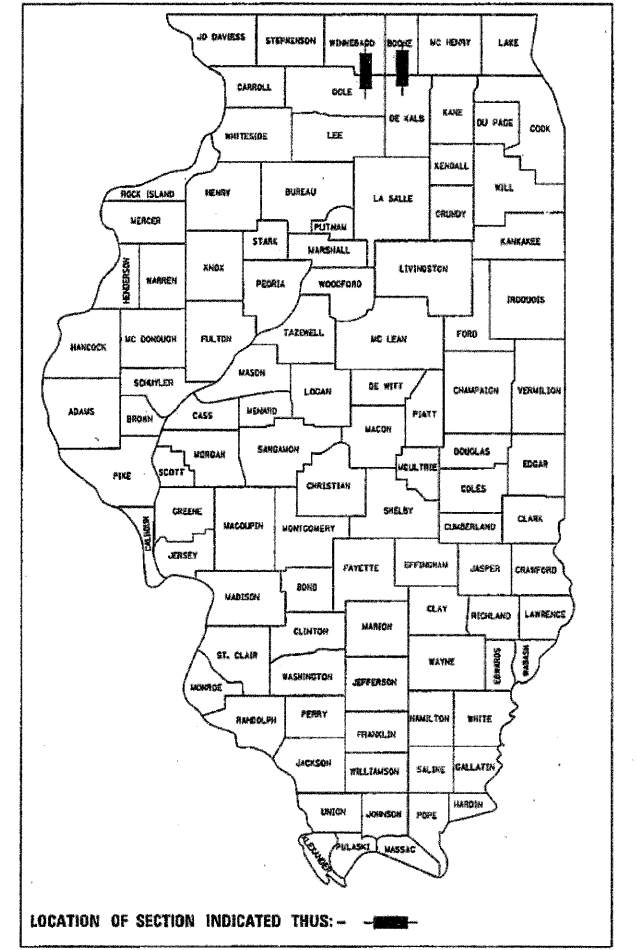 JO DAVIESS
STEPHENSON
WINNEBAGO
BOONE
MC HENRY
LAKE
CARROLL
OGLE
DE KALB
KANE
DU PAGE
COOK
WHITESIDE
LEE
KENDALL
WILL
ROCK ISLAND
HENRY
BUREAU
LA SALLE
GRUNDY
MERCER
PUTNAM
STARK
MARSHALL
KANKAKEE
HENDERSON
WARREN
KNOX
PEORIA
WOODFORD
LIVINGSTON
IROQUOIS
HANCOCK
MC DONOUGH
FULTON
TAZEWELL
MC LEAN
FORD
MASON
SCHUYLER
LOGAN
DE WITT
CHAMPAIGN
VERMILION
ADAMS
BROWN
CASS
MENARD
PIATT
MACON
MORGAN
SANGAMON
DOUGLAS
EDGAR
PIKE
SCOTT
CHRISTIAN
MOULTRIE
COLES
GREENE
MACOUPIN
MONTGOMERY
SHELBY
CUMBERLAND
CLARK
CALHOUN
JERSEY
FAYETTE
EFFINGHAM
JASPER
CRAWFORD
MADISON
BOND
CLAY
RICHLAND
LAWRENCE
CLINTON
MARION
ST. CLAIR
WAYNE
EDWARDS
WABASH
WASHINGTON
JEFFERSON
MONROE
RANDOLPH
PERRY
HAMILTON
WHITE
FRANKLIN
JACKSON
WILLIAMSON
SALINE
GALLATIN
UNION
JOHNSON
POPE
HARDIN
ALEXANDER
PULASKI
MASSAC
LOCATION OF SECTION INDICATED THUS:-